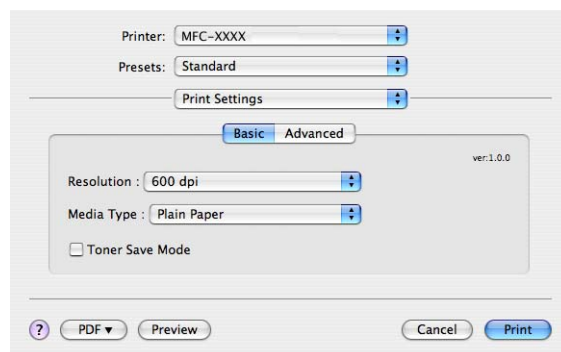 Printer: MFC-XXXX
Presets: Standard
Print Settings
Basic Advanced
ver:1.0.0
Resolution : 600 dpi
Media Type : Plain Paper
Toner Save Mode
? PDF ▼ Preview Cancel Print